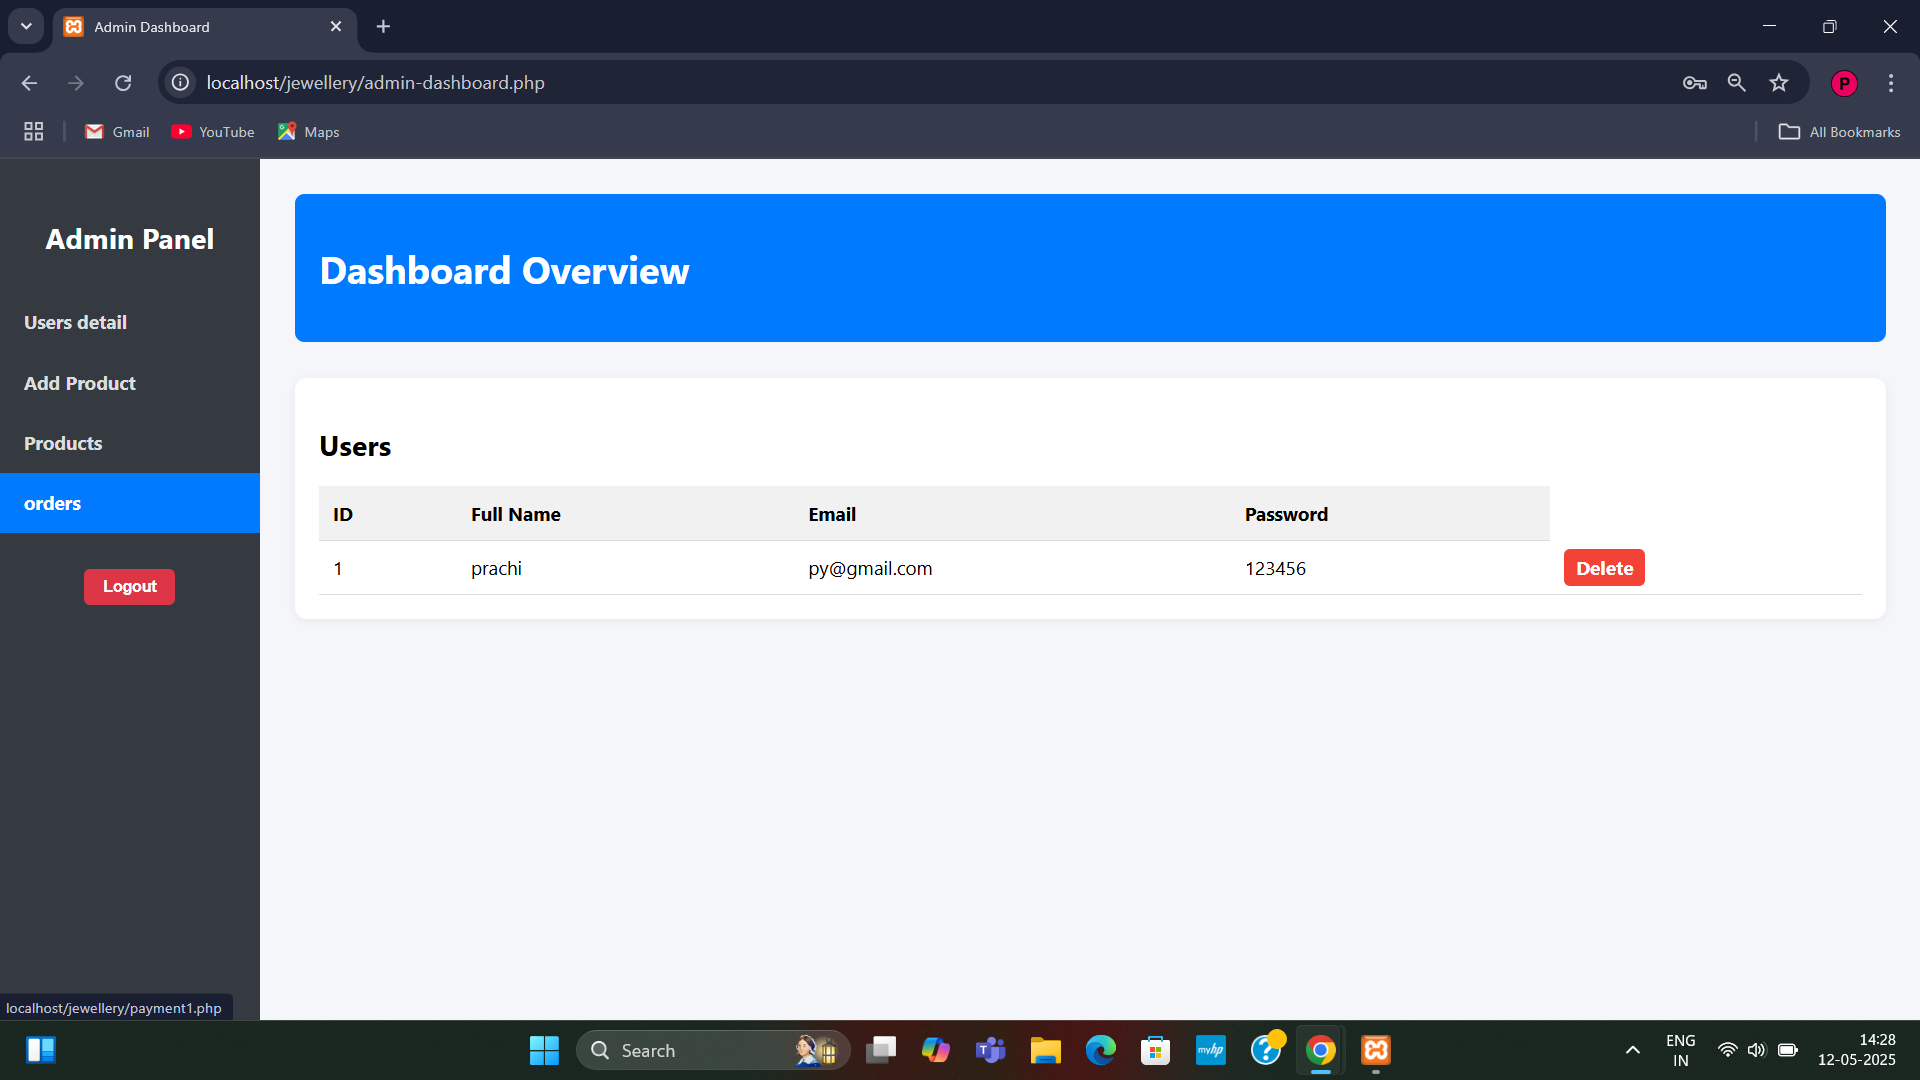 Admin Dashboard
localhost/jewellery/admin-dashboard.php
P
Gmail
YouTube
Maps
All Bookmarks
Admin Panel
Users detail
Add Product
Products
orders
Logout
Dashboard Overview
Users
ID Full Name Email Password
1 prachi py@gmail.com 123456 Delete
localhost/jewellery/payment1.php
Search
T
myhp
?
ENG
IN
14:28
12-05-2025